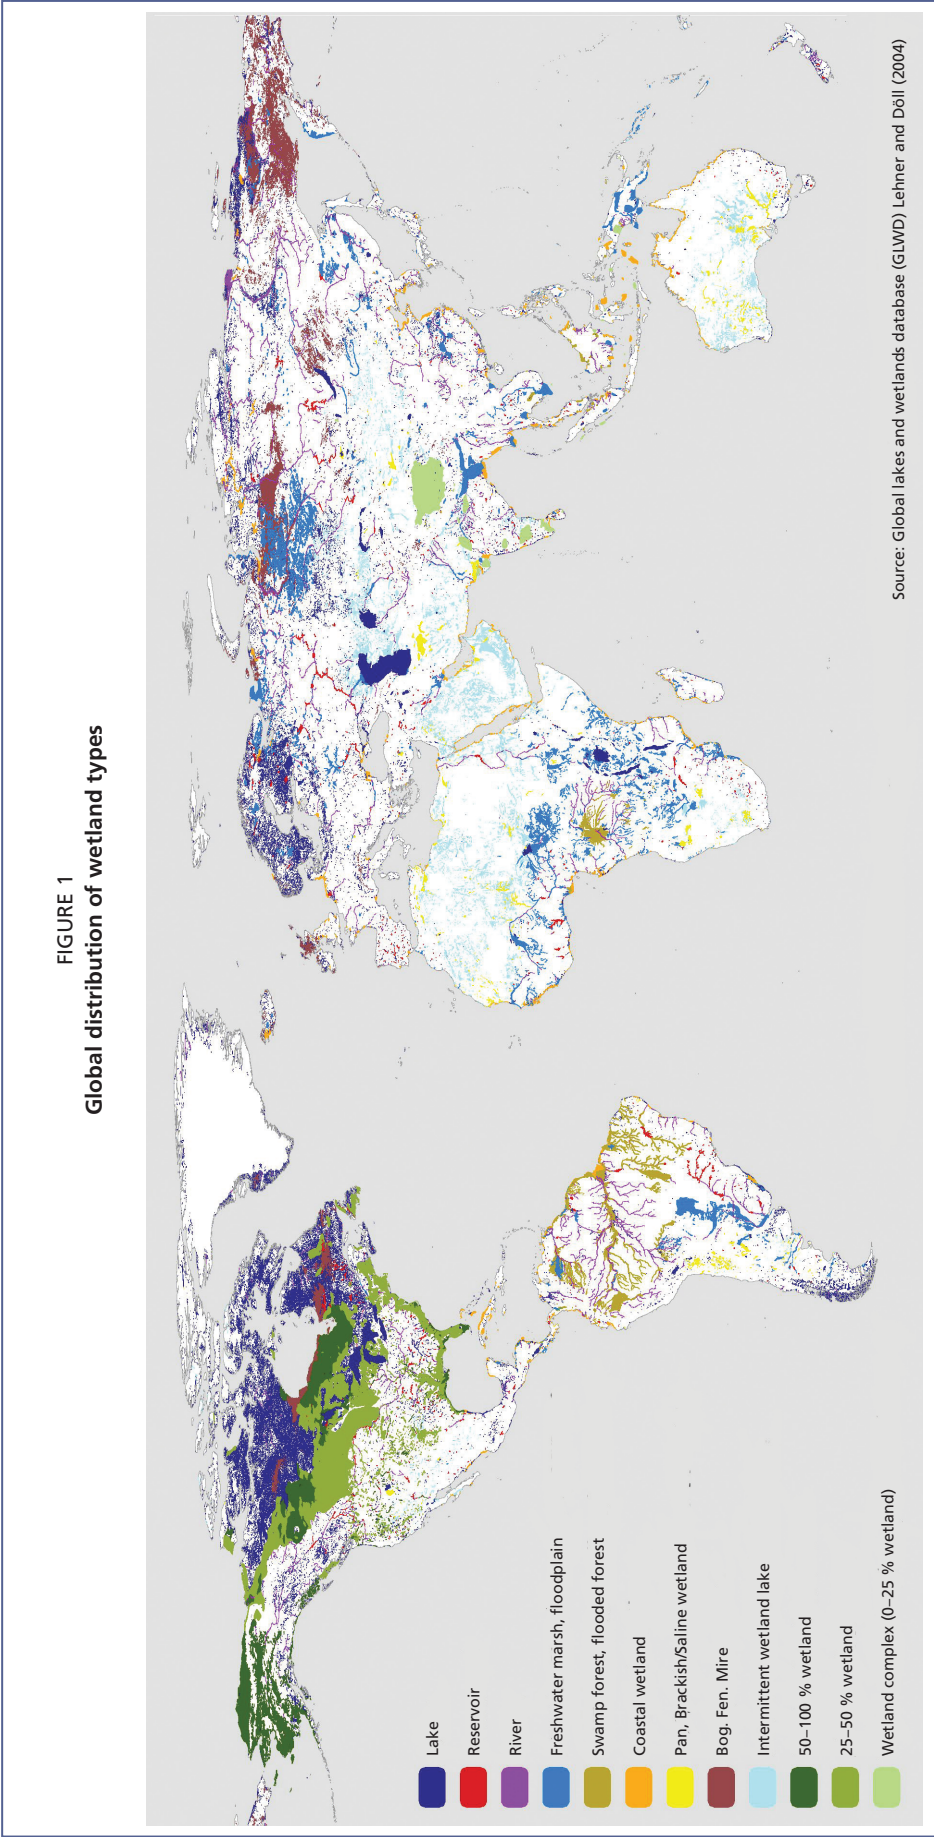 FIGURE 1
Global distribution of wetland types
Lake
Reservoir
River
Freshwater marsh, floodplain
Swamp forest, flooded forest
Coastal wetland
Pan, Brackish/Saline wetland
Bog. Fen. Mire
Intermittent wetland lake
50–100 % wetland
25–50 % wetland
Wetland complex (0–25 % wetland)
Source: Global lakes and wetlands database (GLWD) Lehner and Döll (2004)